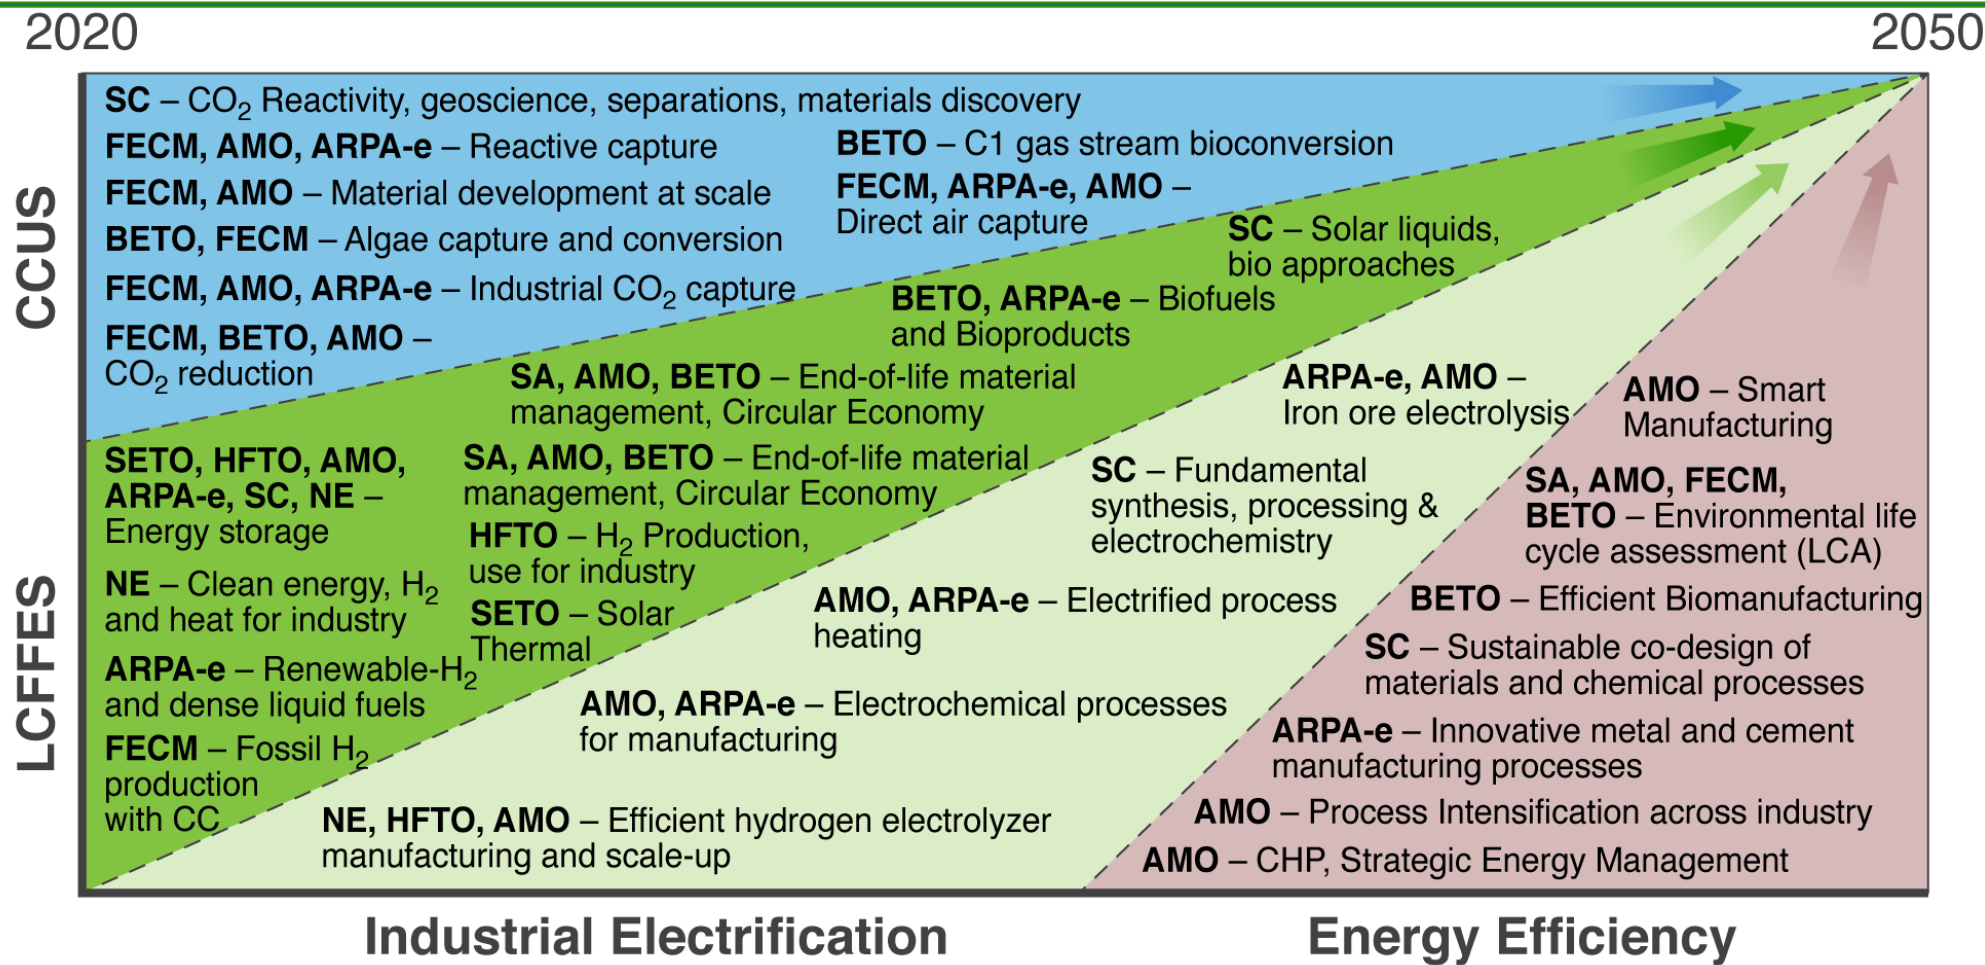 2020
2050
CCUS
SC – CO₂ Reactivity, geoscience, separations, materials discovery
FECM, AMO, ARPA-e – Reactive capture
FECM, AMO – Material development at scale
BETO, FECM – Algae capture and conversion
FECM, AMO, ARPA-e – Industrial CO₂ capture
FECM, BETO, AMO –
CO₂ reduction
BETO – C1 gas stream bioconversion
FECM, ARPA-e, AMO –
Direct air capture
LCFFES
SC – Solar liquids,
bio approaches
BETO, ARPA-e – Biofuels
and Bioproducts
SA, AMO, BETO – End-of-life material
management, Circular Economy
SETO, HFTO, AMO,
ARPA-e, SC, NE –
Energy storage
NE – Clean energy, H₂
and heat for industry
ARPA-e – Renewable-H₂
and dense liquid fuels
FECM – Fossil H₂
production
with CC
SA, AMO, BETO – End-of-life material
management, Circular Economy
HFTO – H₂ Production,
use for industry
SETO – Solar
Thermal
ARPA-e, AMO –
Iron ore electrolysis
SC – Fundamental
synthesis, processing &
electrochemistry
AMO, ARPA-e – Electrified process
heating
AMO, ARPA-e – Electrochemical processes
for manufacturing
NE, HFTO, AMO – Efficient hydrogen electrolyzer
manufacturing and scale-up
AMO – Smart
Manufacturing
SA, AMO, FECM,
BETO – Environmental life
cycle assessment (LCA)
BETO – Efficient Biomanufacturing
SC – Sustainable co-design of
materials and chemical processes
ARPA-e – Innovative metal and cement
manufacturing processes
AMO – Process Intensification across industry
AMO – CHP, Strategic Energy Management
Industrial Electrification
Energy Efficiency